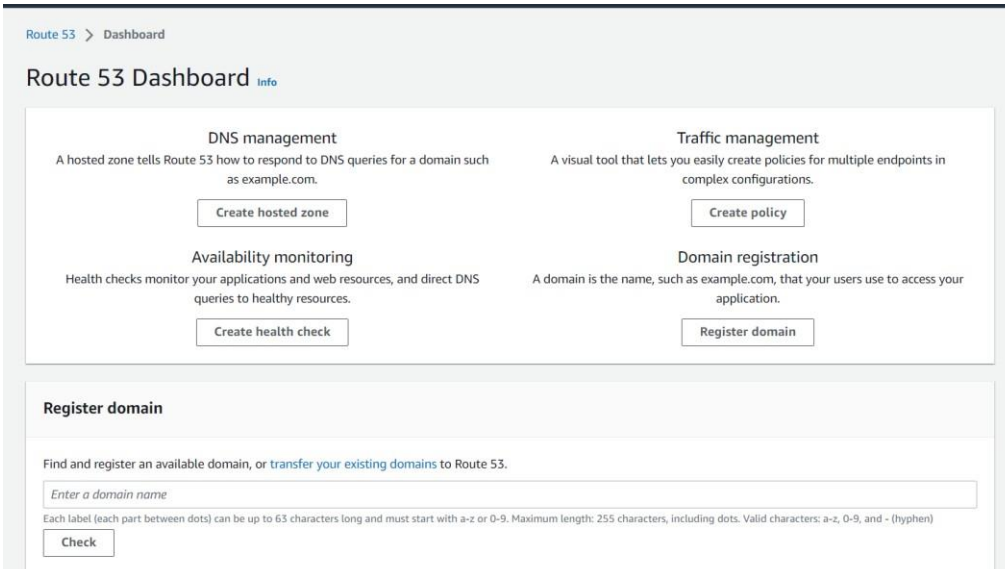 Route 53 > Dashboard
Route 53 Dashboard Info
DNS management
A hosted zone tells Route 53 how to respond to DNS queries for a domain such
as example.com.
Create hosted zone
Traffic management
A visual tool that lets you easily create policies for multiple endpoints in
complex configurations.
Create policy
Availability monitoring
Health checks monitor your applications and web resources, and direct DNS
queries to healthy resources.
Create health check
Domain registration
A domain is the name, such as example.com, that your users use to access your
application.
Register domain
Register domain
Find and register an available domain, or transfer your existing domains to Route 53.
Enter a domain name
Each label (each part between dots) can be up to 63 characters long and must start with a-z or 0-9. Maximum length: 255 characters, including dots. Valid characters: a-z, 0-9, and - (hyphen)
Check